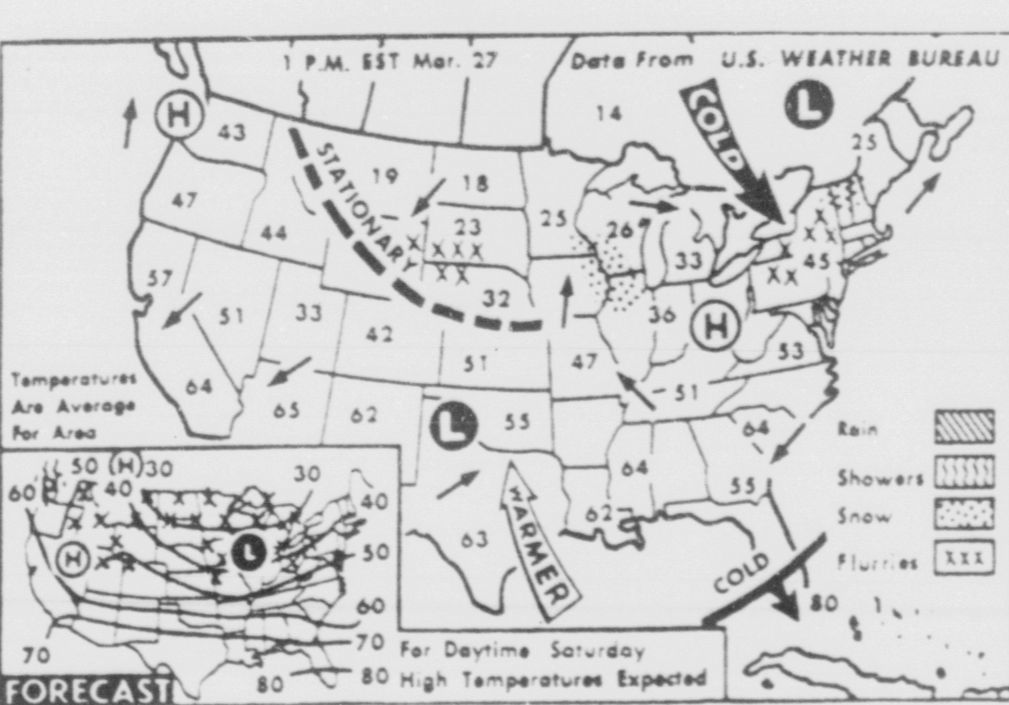 1 P.M. EST Mar. 27
Data From U.S. WEATHER BUREAU
H
43
14
COLD
L
25
STATIONARY
19
18
47
44
23
25
26
33
45
57
51
33
32
36
H
42
51
47
53
51
Temperatures
Are Average
For Area
64
65
62
L
55
64
64
55
62
63
WARMER
COLD
80
Rain
Showers
Snow
Flurries
XXX
50
H
30
30
60
40
40
H
L
50
60
70
70
80
80
For Daytime Saturday
High Temperatures Expected
FORECAST